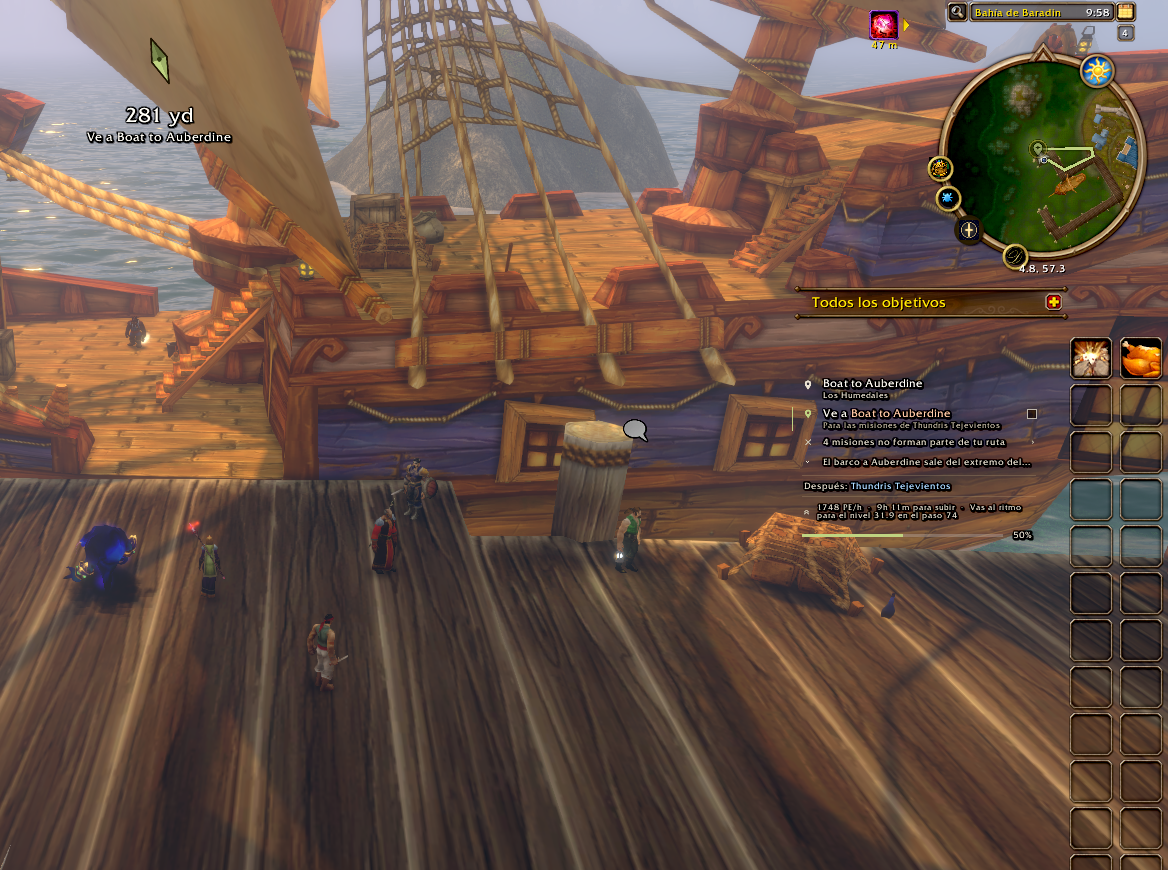 47 m
Bahía de Baradin
9:58
4
281 yd
Ve a Boat to Auberdine
4.8, 57.3
Todos los objetivos
Boat to Auberdine
Los Humedales
Ve a Boat to Auberdine
Para las misiones de Thundris Tejevientos
4 misiones no forman parte de tu ruta
El barco a Auberdine sale del extremo del...
Después: Thundris Tejevientos
1748 PE/h - 9h 11m para subir - Vas al ritmo
para el nivel 31.9 en el paso 74
50%